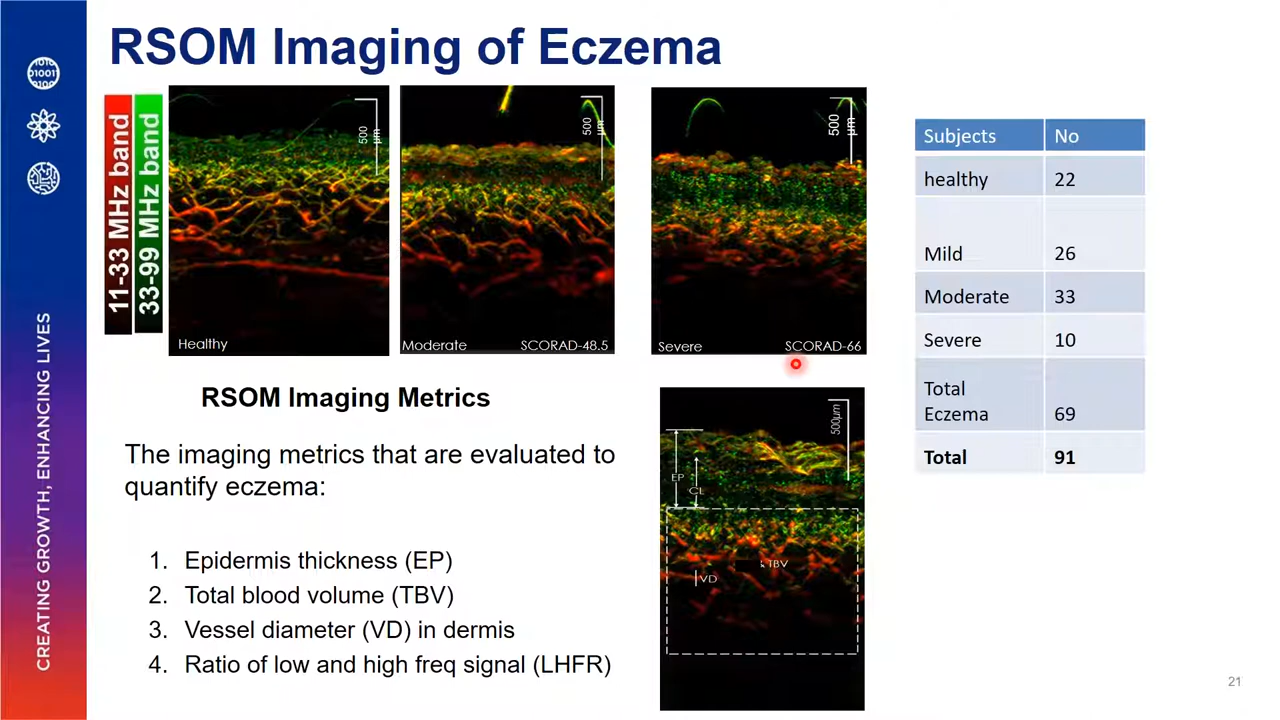 RSOM Imaging of Eczema
11-33 MHz band
33-99 MHz band
500
µm
Healthy
500
µm
Moderate SCORAD-48.5
500
µm
Severe SCORAD-66
Subjects No
healthy 22
Mild 26
Moderate 33
Severe 10
Total
Eczema 69
Total 91
RSOM Imaging Metrics
The imaging metrics that are evaluated to
quantify eczema:
1. Epidermis thickness (EP)
2. Total blood volume (TBV)
3. Vessel diameter (VD) in dermis
4. Ratio of low and high freq signal (LHFR)
500µm
EP
CL
TBV
VD
CREATING GROWTH, ENHANCING LIVES
21